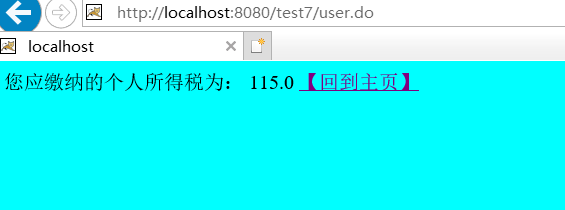 http://localhost:8080/test7/user.do
localhost
您应缴纳的个人所得税为： 115.0 【回到主页】